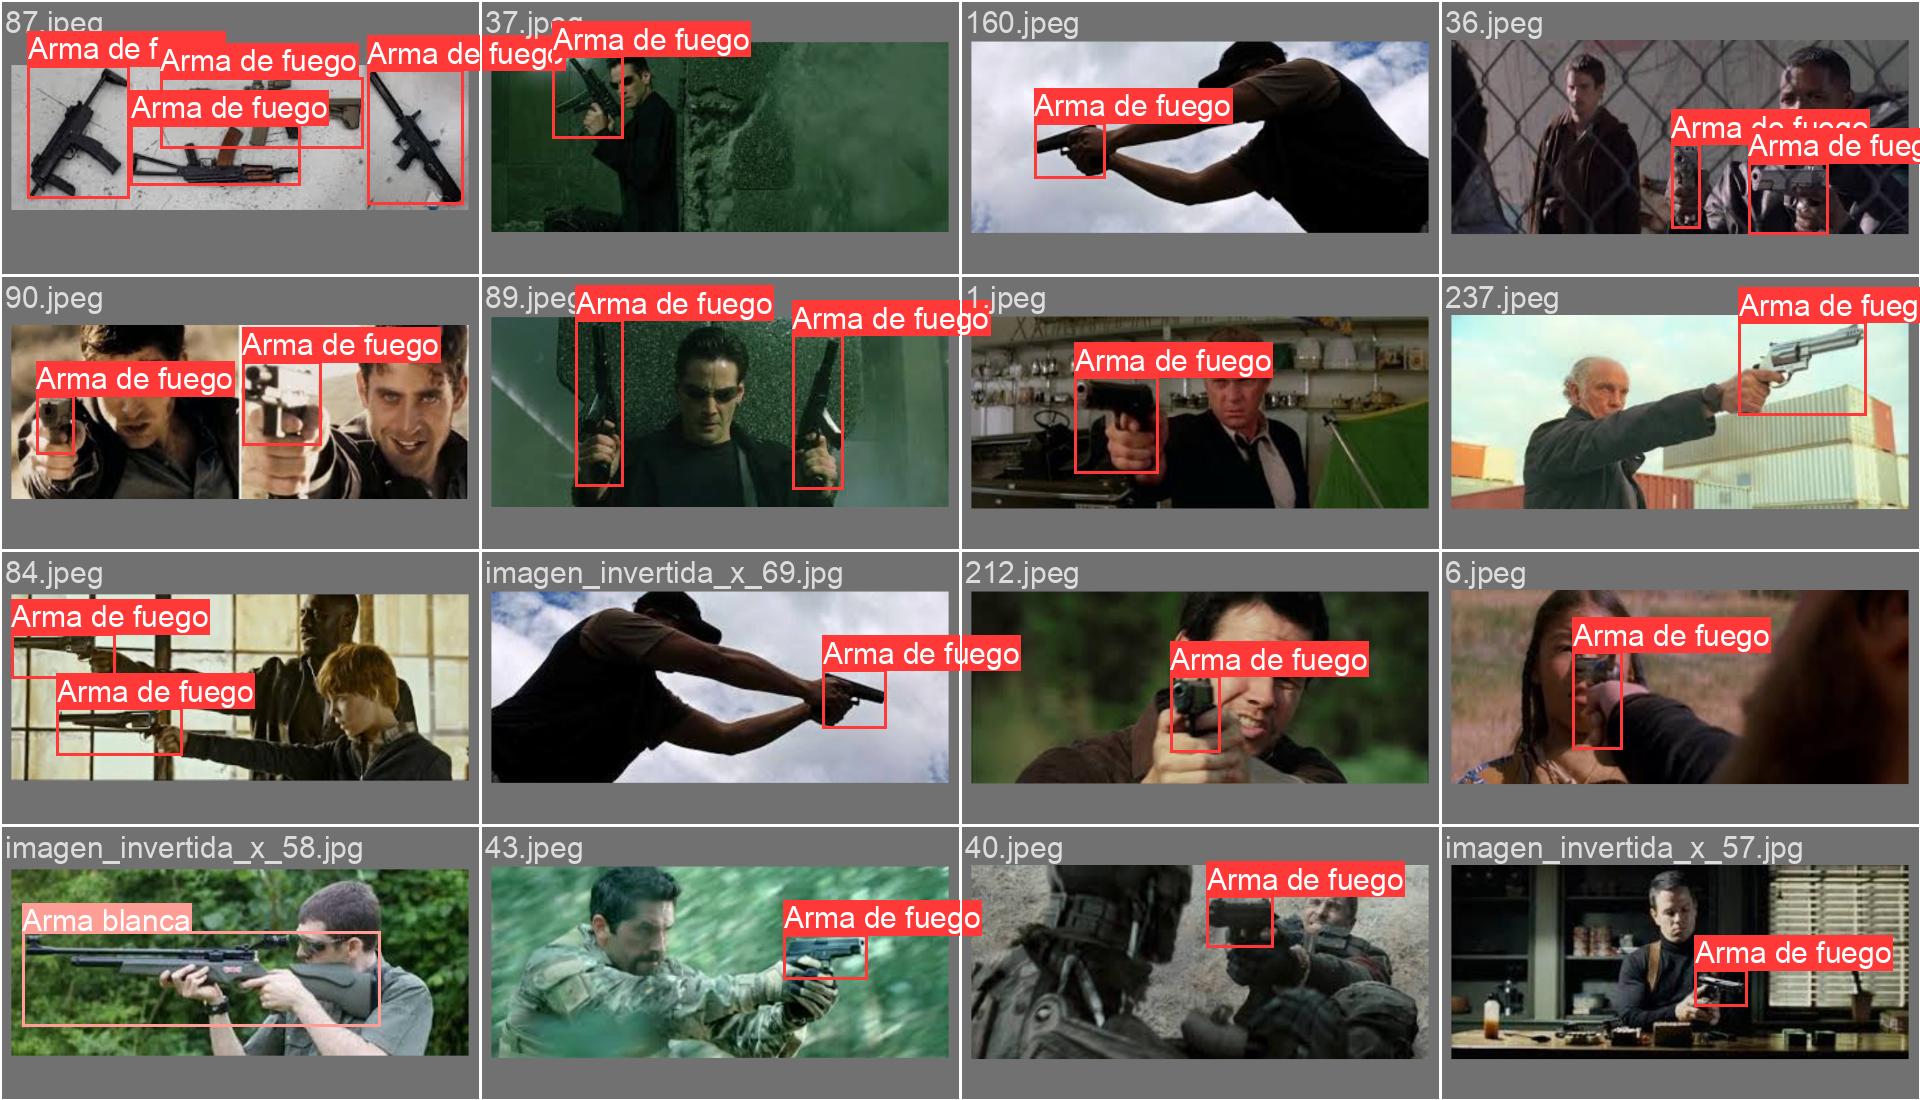 87.jpeg
Arma de f
Arma de fuego
Arma de fuego
Arma de fuego
37.jpeg
Arma de fuego
160.jpeg
Arma de fuego
36.jpeg
Arma de fuego
Arma de fueg
90.jpeg
Arma de fuego
Arma de fuego
89.jpeg
Arma de fuego
Arma de fuego
1.jpeg
Arma de fuego
237.jpeg
Arma de fueg
84.jpeg
Arma de fuego
Arma de fuego
imagen_invertida_x_69.jpg
Arma de fuego
212.jpeg
Arma de fuego
6.jpeg
Arma de fuego
imagen_invertida_x_58.jpg
Arma blanca
43.jpeg
Arma de fuego
40.jpeg
Arma de fuego
imagen_invertida_x_57.jpg
Arma de fuego